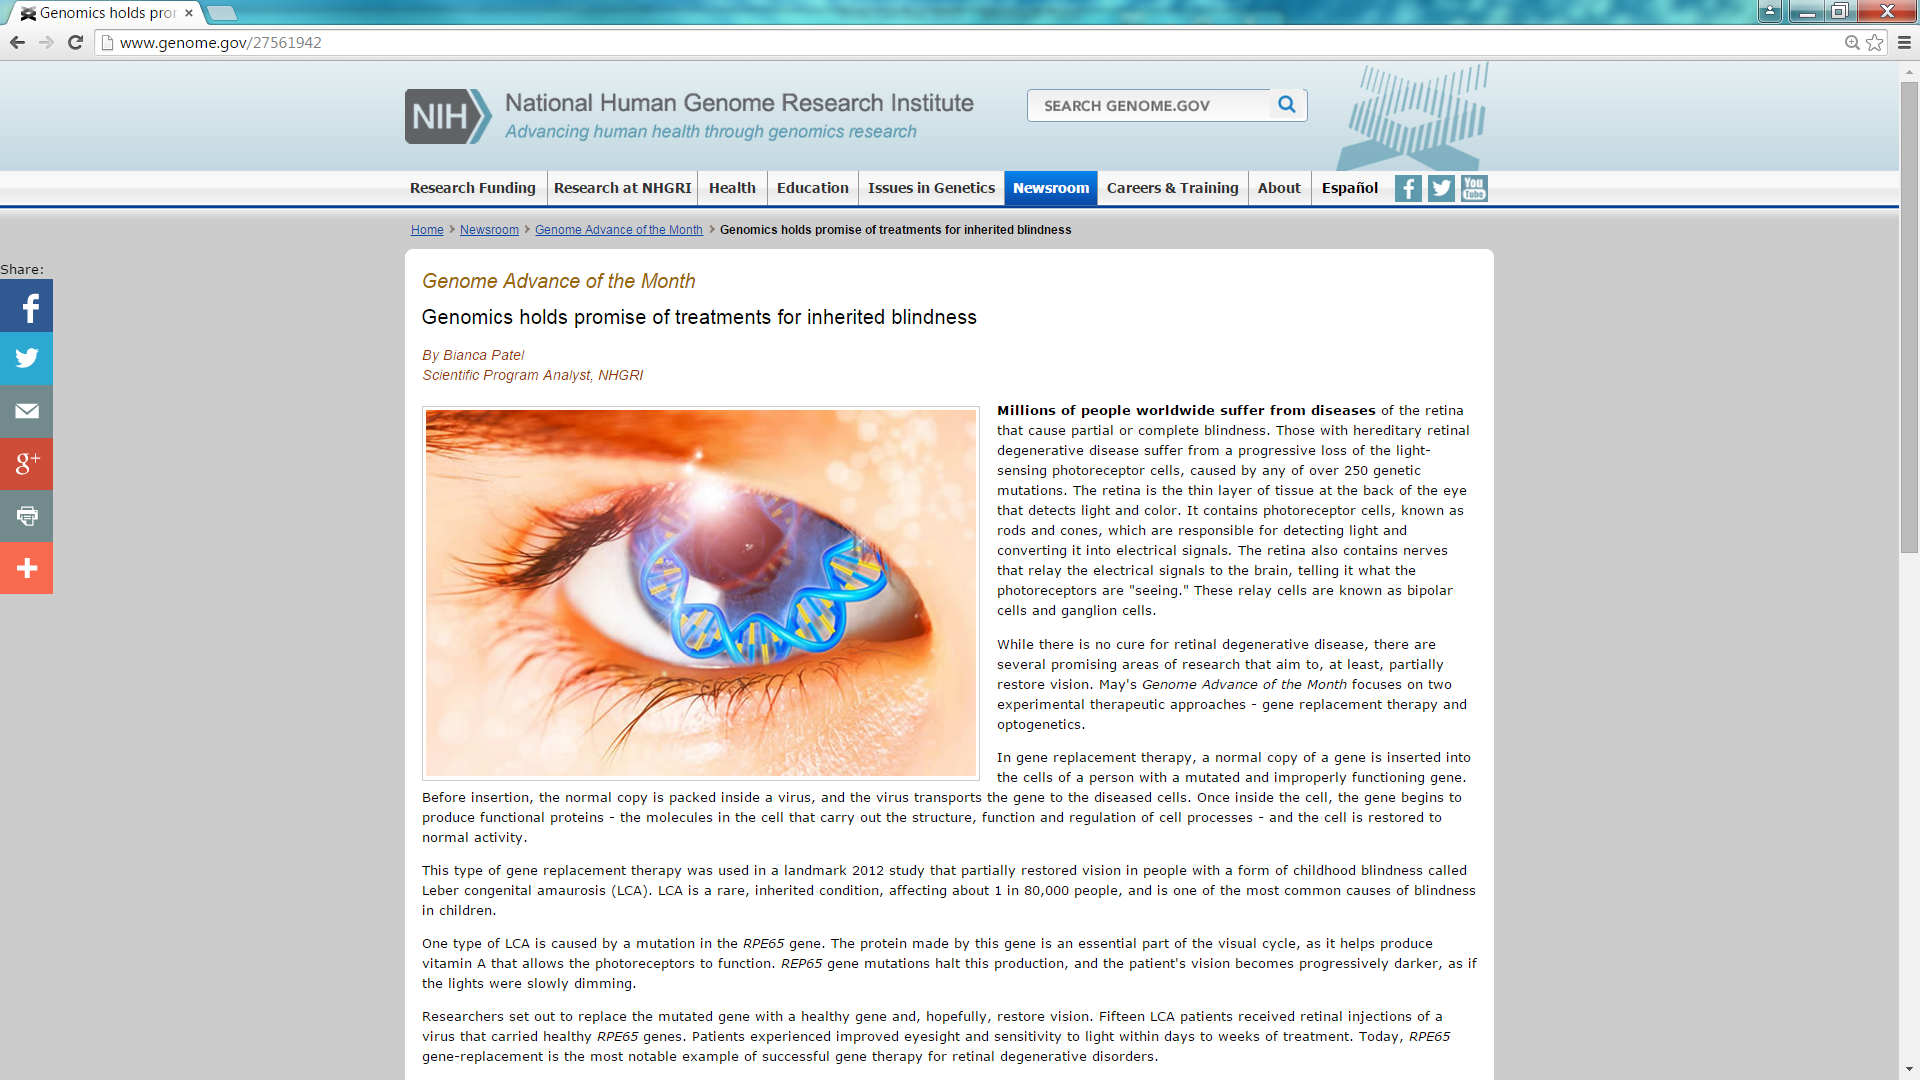 Genomics holds pror
www.genome.gov/27561942
NIH
National Human Genome Research Institute
Advancing human health through genomics research
SEARCH GENOME.GOV
Research Funding
Research at NHGRI
Health
Education
Issues in Genetics
Newsroom
Careers & Training
About
Español
You
Tube
Home
Newsroom
Genome Advance of the Month
Genomics holds promise of treatments for inherited blindness
Share:
Genome Advance of the Month
Genomics holds promise of treatments for inherited blindness
By Bianca Patel
Scientific Program Analyst, NHGRI
Millions of people worldwide suffer from diseases of the retina
that cause partial or complete blindness. Those with hereditary retinal
degenerative disease suffer from a progressive loss of the light-
sensing photoreceptor cells, caused by any of over 250 genetic
mutations. The retina is the thin layer of tissue at the back of the eye
that detects light and color. It contains photoreceptor cells, known as
rods and cones, which are responsible for detecting light and
converting it into electrical signals. The retina also contains nerves
that relay the electrical signals to the brain, telling it what the
photoreceptors are "seeing." These relay cells are known as bipolar
cells and ganglion cells.
While there is no cure for retinal degenerative disease, there are
several promising areas of research that aim to, at least, partially
restore vision. May's Genome Advance of the Month focuses on two
experimental therapeutic approaches - gene replacement therapy and
optogenetics.
In gene replacement therapy, a normal copy of a gene is inserted into
the cells of a person with a mutated and improperly functioning gene.
Before insertion, the normal copy is packed inside a virus, and the virus transports the gene to the diseased cells. Once inside the cell, the gene begins to
produce functional proteins - the molecules in the cell that carry out the structure, function and regulation of cell processes - and the cell is restored to
normal activity.
This type of gene replacement therapy was used in a landmark 2012 study that partially restored vision in people with a form of childhood blindness called
Leber congenital amaurosis (LCA). LCA is a rare, inherited condition, affecting about 1 in 80,000 people, and is one of the most common causes of blindness
in children.
One type of LCA is caused by a mutation in the RPE65 gene. The protein made by this gene is an essential part of the visual cycle, as it helps produce
vitamin A that allows the photoreceptors to function. REP65 gene mutations halt this production, and the patient's vision becomes progressively darker, as if
the lights were slowly dimming.
Researchers set out to replace the mutated gene with a healthy gene and, hopefully, restore vision. Fifteen LCA patients received retinal injections of a
virus that carried healthy RPE65 genes. Patients experienced improved eyesight and sensitivity to light within days to weeks of treatment. Today, RPE65
gene-replacement is the most notable example of successful gene therapy for retinal degenerative disorders.